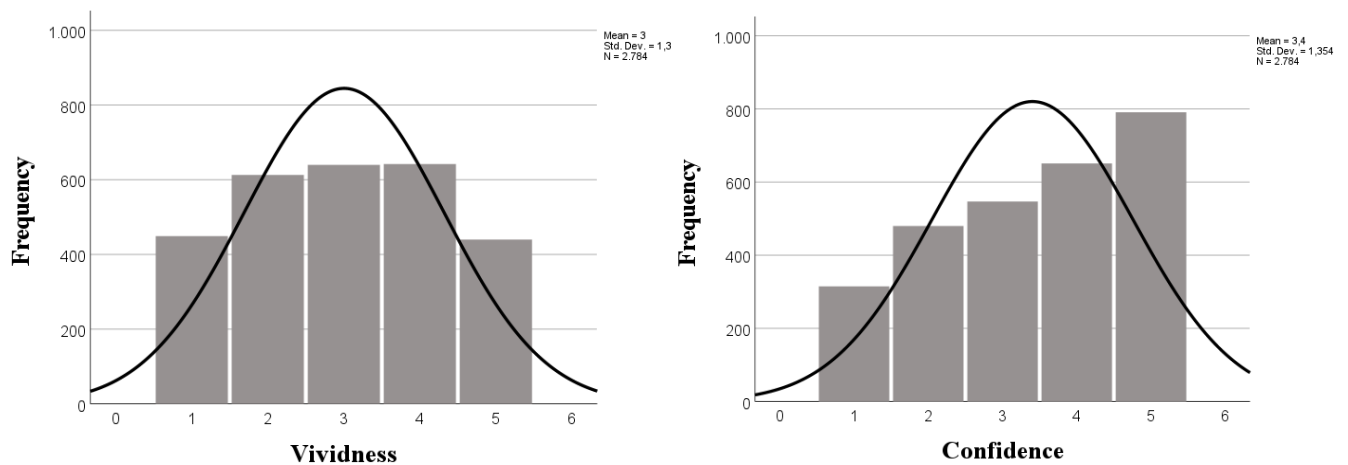 1.000
800
600
400
200
0
Frequency
0 1 2 3 4 5 6
Vividness
Mean = 3
Std. Dev. = 1,3
N = 2.784
1.000
800
600
400
200
0
Frequency
0 1 2 3 4 5 6
Confidence
Mean = 3,4
Std. Dev. = 1,354
N = 2.784